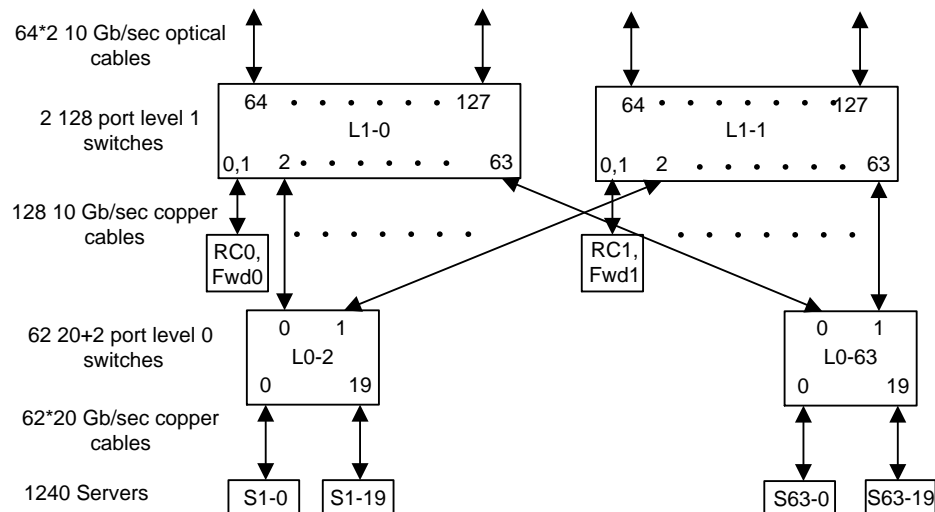 64*2 10 Gb/sec optical
cables
64 127
64 127
2 128 port level 1
switches
L1-0
L1-1
0,1 2 63
0,1 2 63
128 10 Gb/sec copper
cables
RC0,
Fwd0
RC1,
Fwd1
62 20+2 port level 0
switches
0 1
L0-2
0 19
0 1
L0-63
0 19
62*20 Gb/sec copper
cables
1240 Servers
S1-0
S1-19
S63-0
S63-19